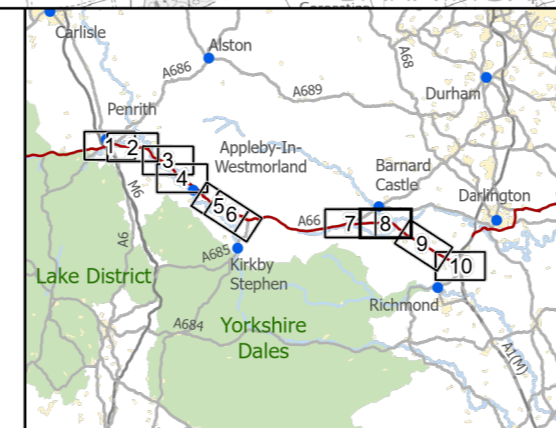 Carlisle
Alston
A686
A689
A68
Durham
Penrith
Appleby-In-
Westmorland
Barnard
Castle
Darlington
1
2
3
4
5
6
A66
7
8
9
10
M6
A6
A685
Kirkby
Stephen
Lake District
Richmond
A684
Yorkshire
Dales
A1(M)